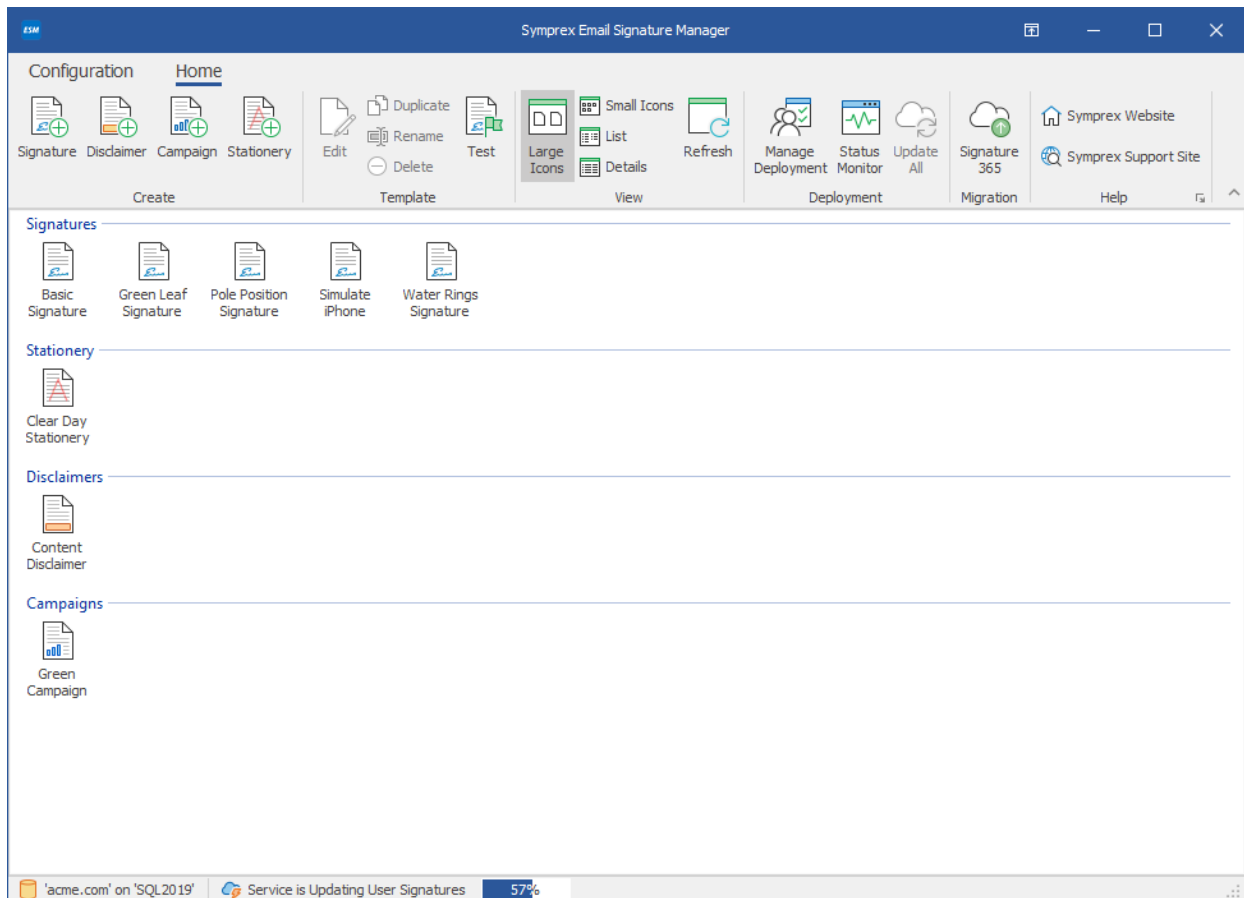 ESM
Symprex Email Signature Manager
Configuration
Home
Signature
Disclaimer
Campaign
Stationery
Create
Edit
Duplicate
Rename
Delete
Test
Template
Large
Icons
Small Icons
List
Details
Refresh
View
Manage
Deployment
Status
Monitor
Update
All
Deployment
Signature
365
Migration
Symprex Website
Symprex Support Site
Help
Signatures
Basic
Signature
Green Leaf
Signature
Pole Position
Signature
Simulate
iPhone
Water Rings
Signature
Stationery
Clear Day
Stationery
Disclaimers
Content
Disclaimer
Campaigns
Green
Campaign
'acme.com' on 'SQL2019'
Service is Updating User Signatures
57%